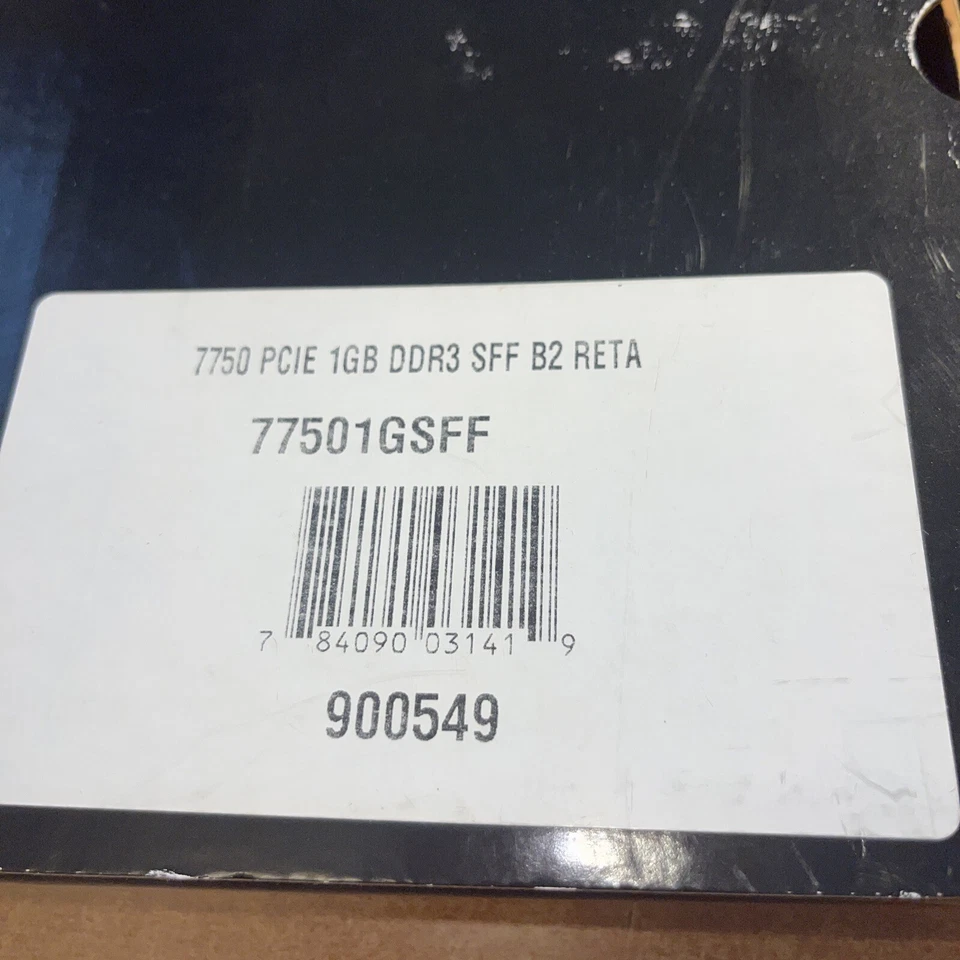 7750 PCIE 1GB DDR3 SFF B2 RETA
77501GSFF
7 84090 03141 9
900549